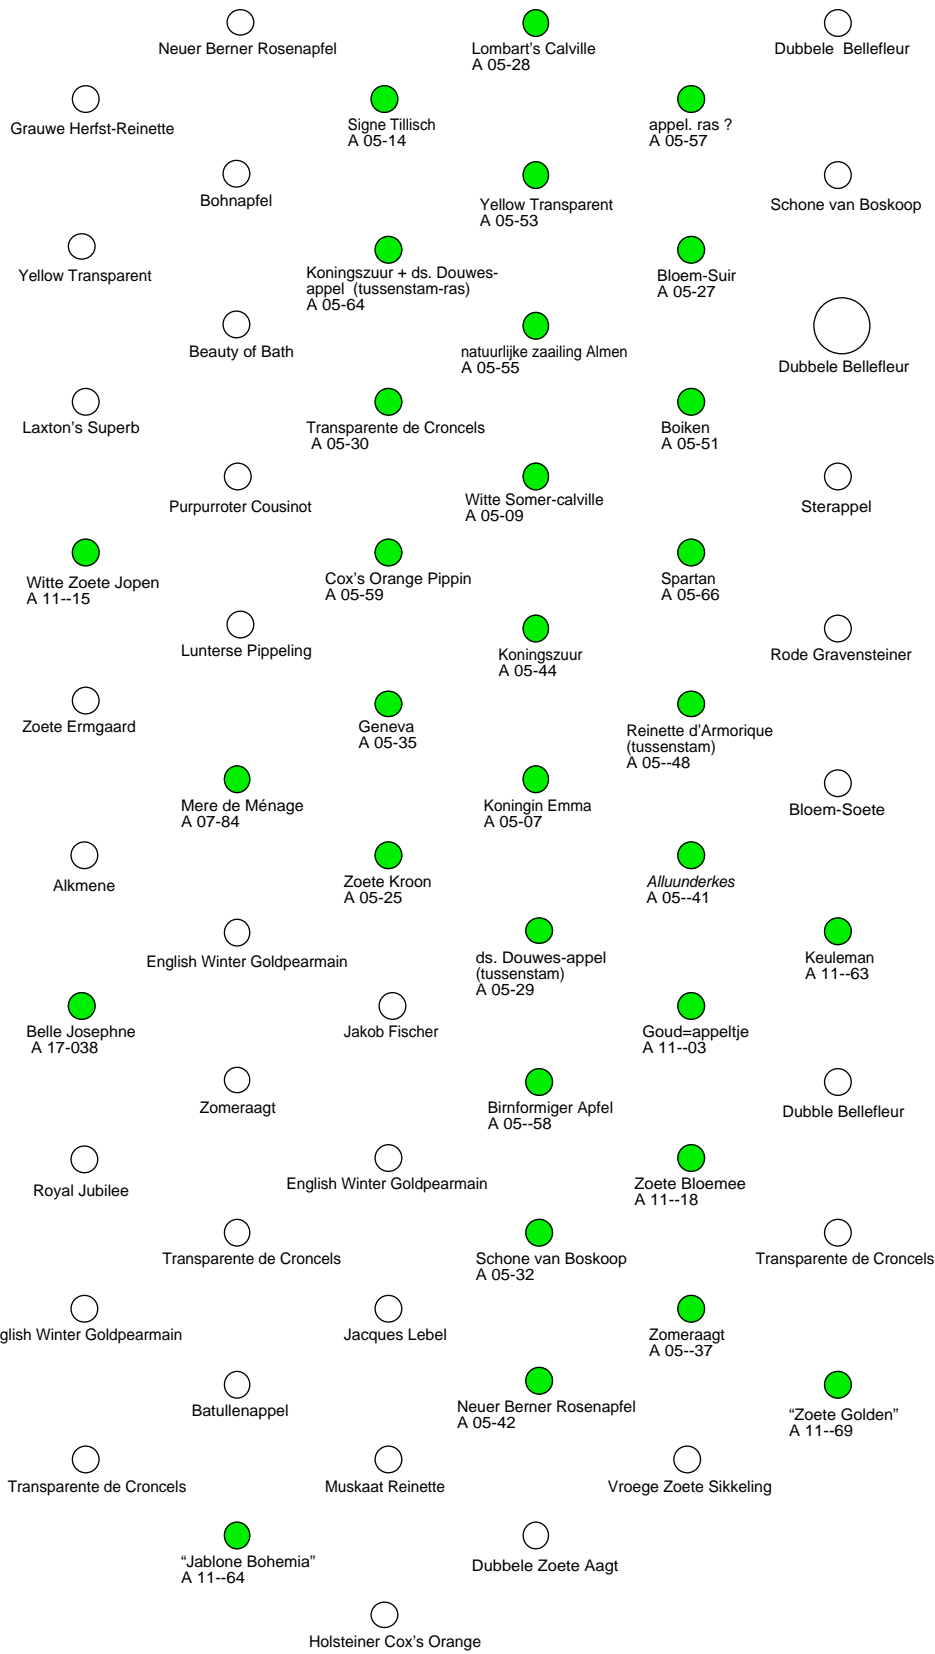 Neuer Berner Rosenapfel
Lombart's Calville
A 05-28
Dubbele Bellefleur
Grauwe Herfst-Reinette
Signe Tillisch
A 05-14
appel. ras ?
A 05-57
Bohnapfel
Yellow Transparent
A 05-53
Schone van Boskoop
Yellow Transparent
Koningszuur + ds. Douwes-
appel (tussenstam-ras)
A 05-64
Bloem-Suir
A 05-27
Beauty of Bath
natuurlijke zaailing Almen
A 05-55
Dubbele Bellefleur
Laxton's Superb
Transparente de Croncels
A 05-30
Boiken
A 05-51
Purpurroter Cousinot
Witte Somer-calville
A 05-09
Sterappel
Witte Zoete Jopen
A 11--15
Cox's Orange Pippin
A 05-59
Spartan
A 05-66
Lunterse Pippeling
Koningszuur
A 05-44
Rode Gravensteiner
Zoete Ermgaard
Geneva
A 05-35
Reinette d'Armorique
(tussenstam)
A 05--48
Mere de Ménage
A 07-84
Koningin Emma
A 05-07
Bloem-Soete
Alkmene
Zoete Kroon
A 05-25
Alluunderkes
A 05--41
English Winter Goldpearmain
ds. Douwes-appel
(tussenstam)
A 05-29
Keuleman
A 11--63
Belle Josephne
A 17-038
Jakob Fischer
Goud=appeltje
A 11--03
Zomeraagt
Birnformiger Apfel
A 05--58
Dubble Bellefleur
Royal Jubilee
English Winter Goldpearmain
Zoete Bloemee
A 11--18
Transparente de Croncels
Schone van Boskoop
A 05-32
Transparente de Croncels
glish Winter Goldpearmain
Jacques Lebel
Zomeraagt
A 05--37
Batullenappel
Neuer Berner Rosenapfel
A 05-42
“Zoete Golden”
A 11--69
Transparente de Croncels
Muskaat Reinette
Vroege Zoete Sikkeling
“Jablone Bohemia”
A 11--64
Dubbele Zoete Aagt
Holsteiner Cox's Orange